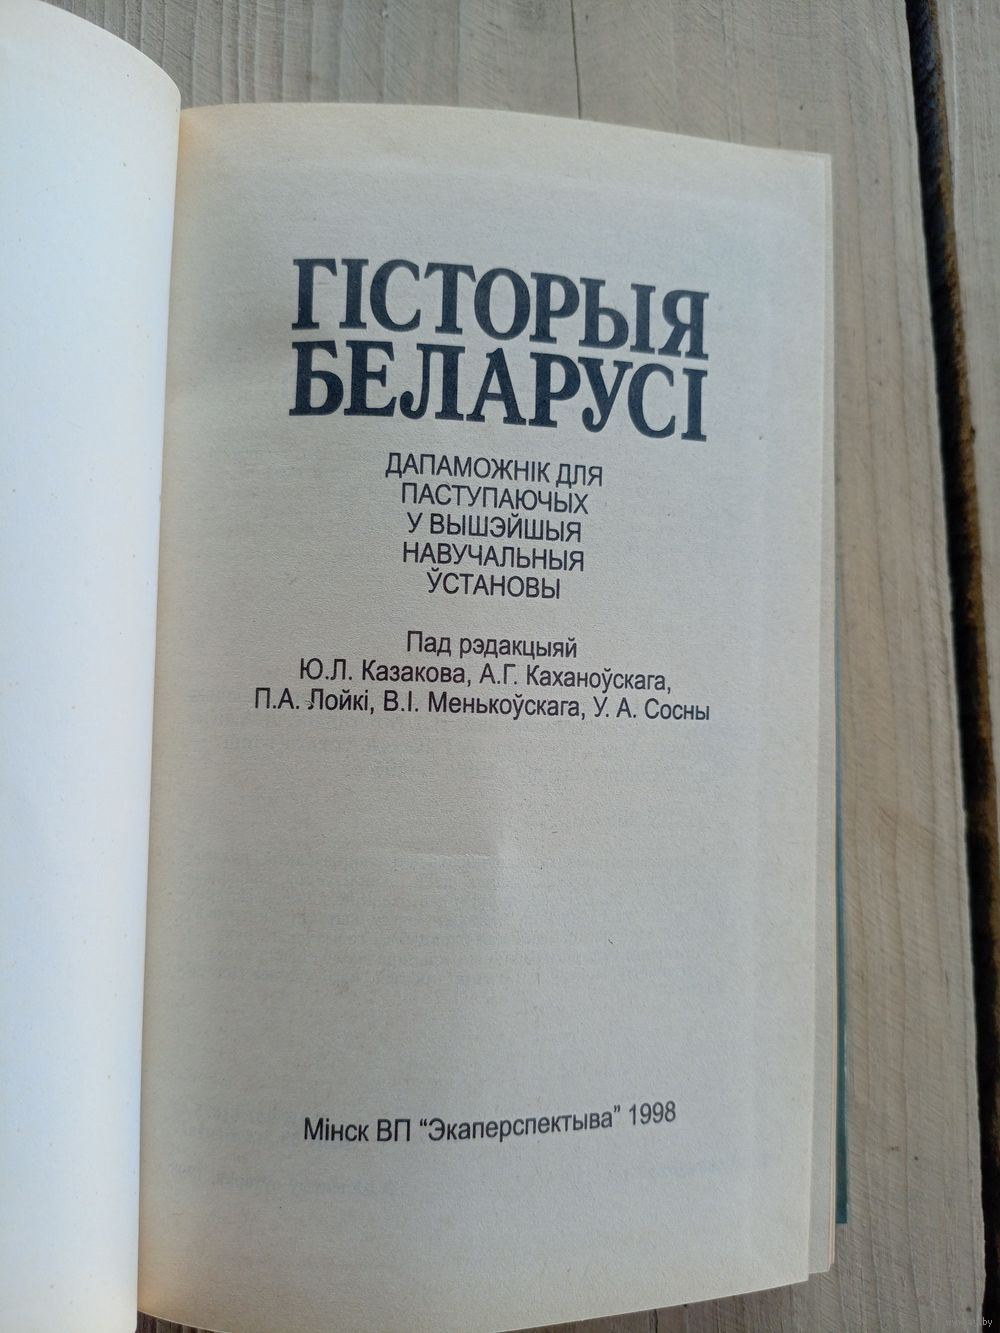 ГІСТОРЫЯ
БЕЛАРУСІ
ДАПАМОЖНІК ДЛЯ
ПАСТУПАЮЧЫХ
У ВЫШЭЙШЫЯ
НАВУЧАЛЬНЫЯ
ЎСТАНОВЫ
Пад рэдакцыяй
Ю.Л. Казакова, А.Г. Каханоўскага,
П.А. Лойкі, В.І. Менькоўскага, У. А. Сосны
Мінск ВП “Экаперспектыва” 1998